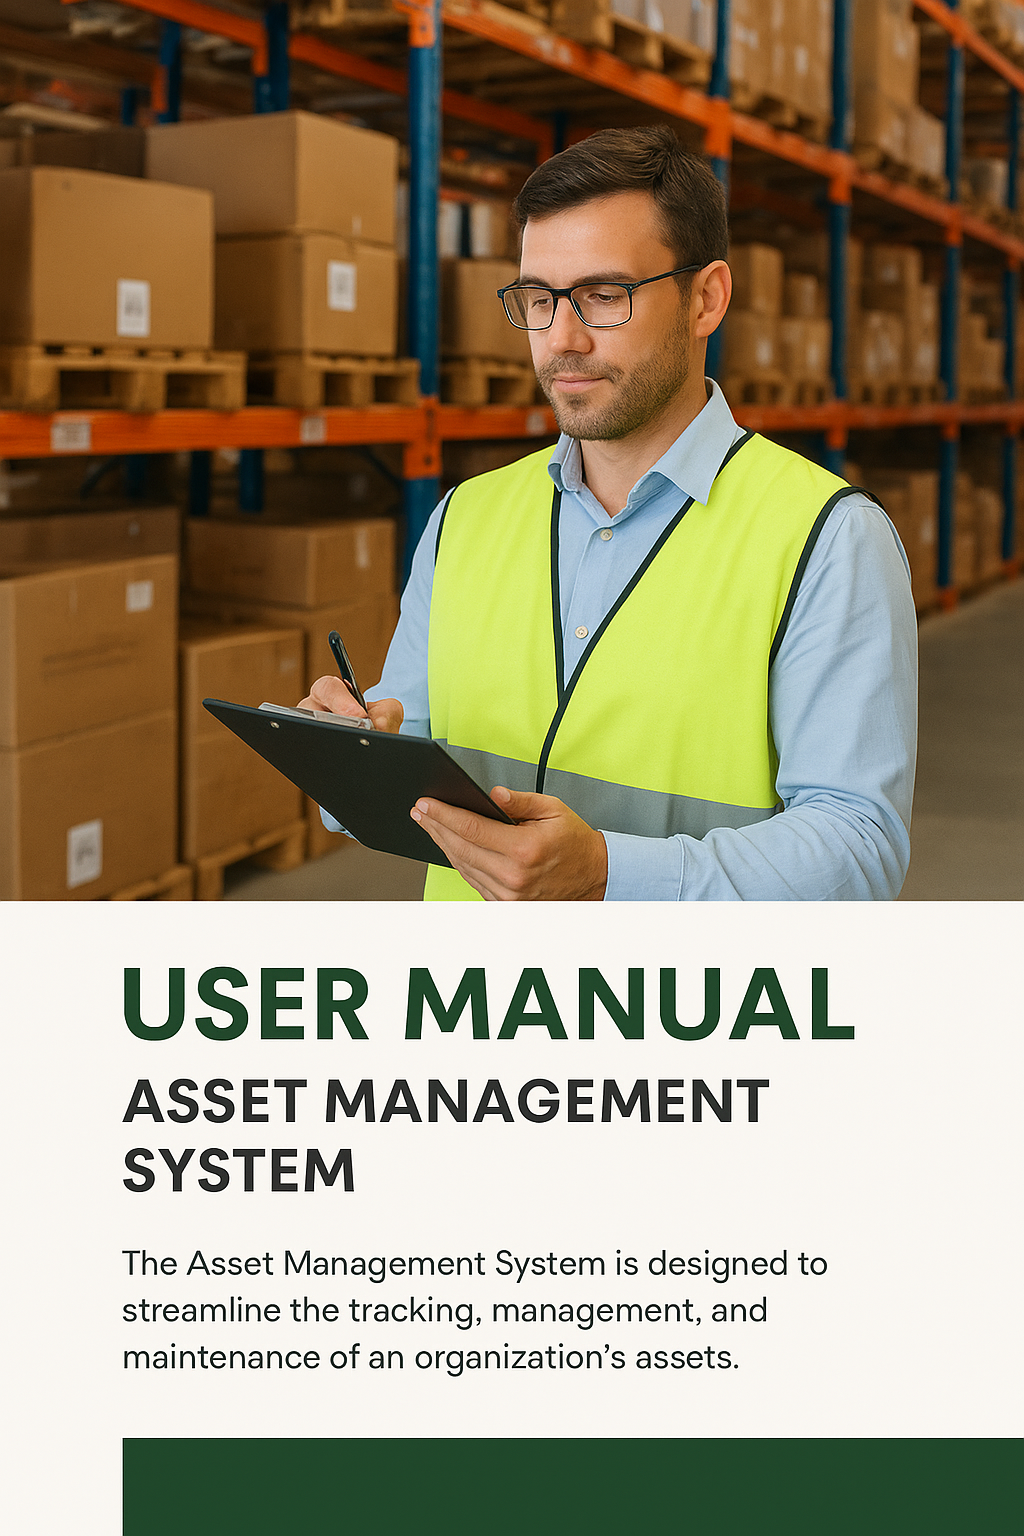 USER MANUAL
ASSET MANAGEMENT
SYSTEM
The Asset Management System is designed to
streamline the tracking, management, and
maintenance of an organization’s assets.